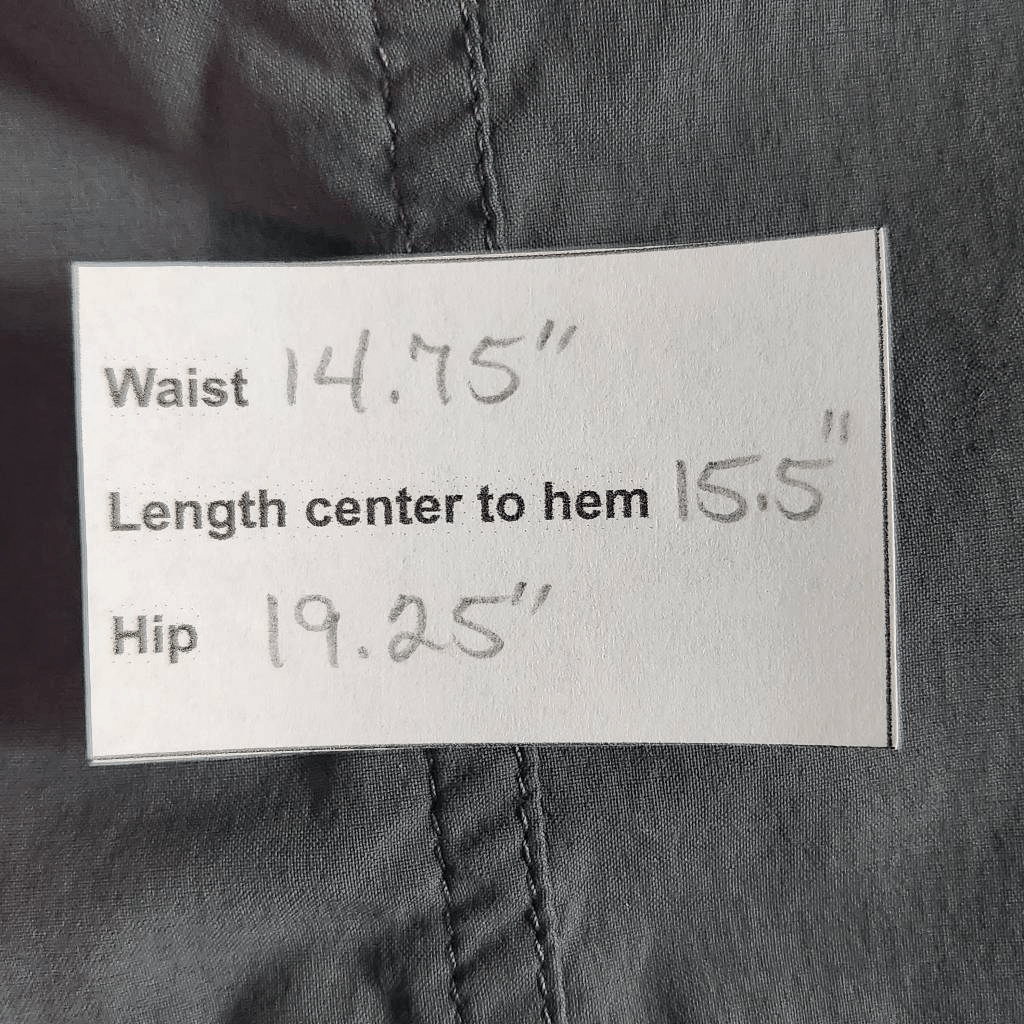 Waist 14.75"
Length center to hem 15.5"
Hip 19.25"